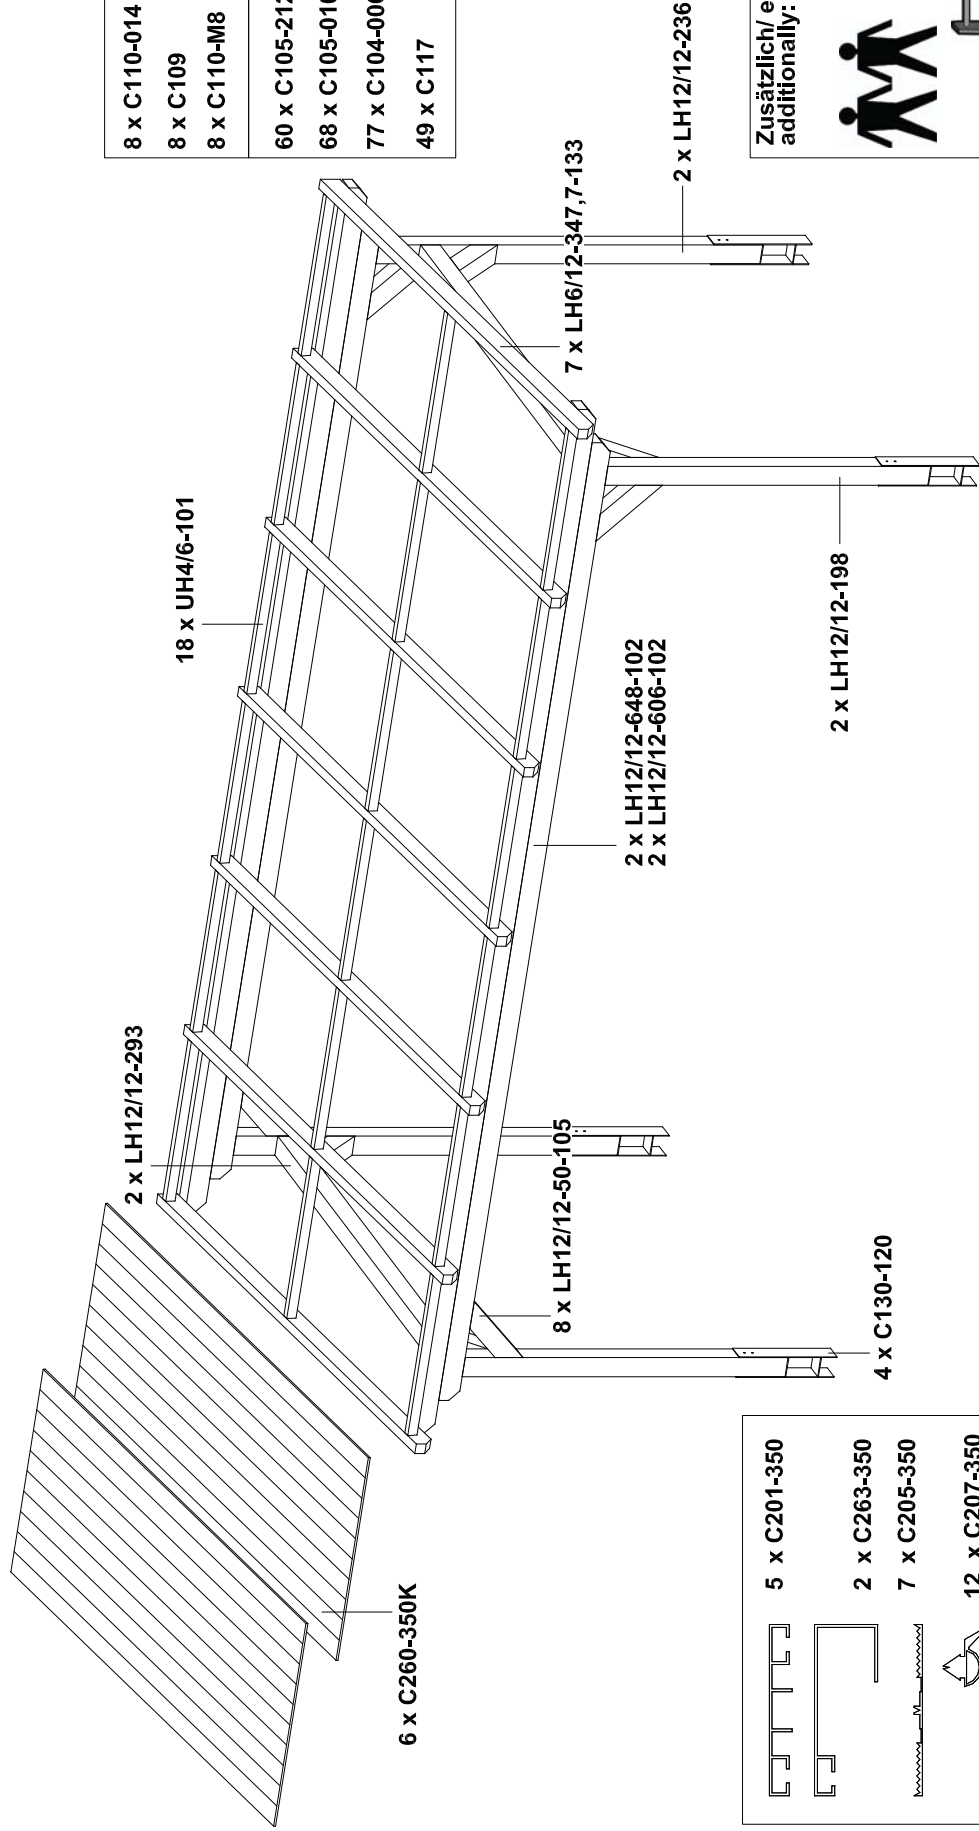 8 x C110-014
8 x C109
8 x C110-M8
60 x C105-212
68 x C105-010
77 x C104-000
49 x C117
2 x LH12/12-236
Zusätzlich/
additionally:
7 x LH6/12-347,7-133
18 x UH4/6-101
2 x LH12/12-198
2 x LH12/12-648-102
2 x LH12/12-606-102
2 x LH12/12-293
8 x LH12/12-50-105
4 x C130-120
6 x C260-350K
5 x C201-350
2 x C263-350
7 x C205-350
12 x C207-350